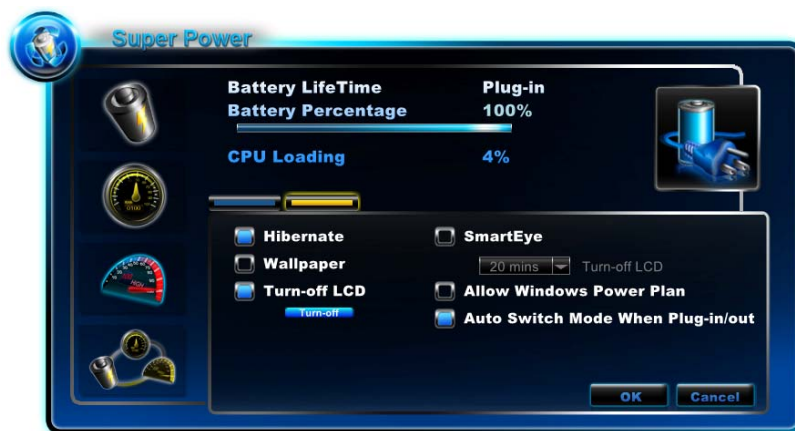 Super Power
Battery LifeTime Plug-in
Battery Percentage 100%
CPU Loading 4%
Hibernate
Wallpaper
Turn-off LCD
Turn-off
SmartEye
20 mins Turn-off LCD
Allow Windows Power Plan
Auto Switch Mode When Plug-in/out
OK Cancel